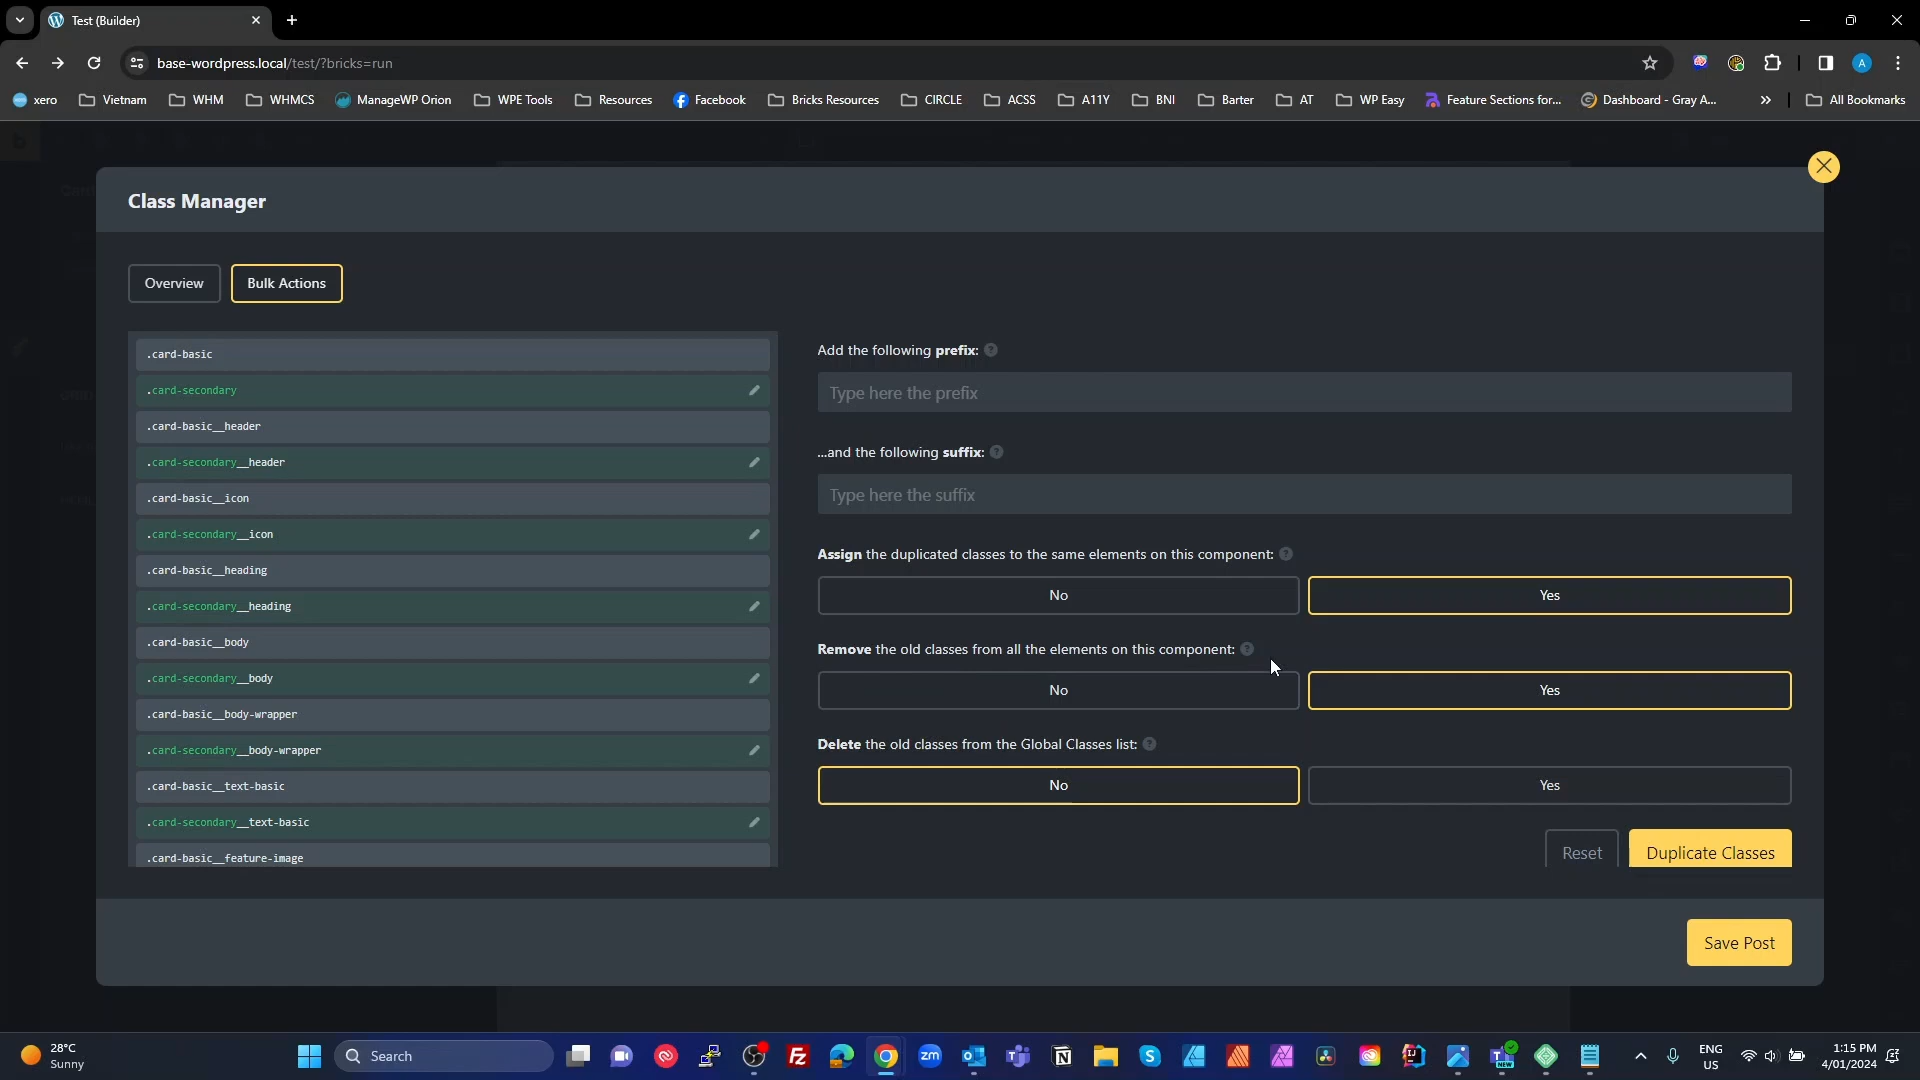 Test (Builder)
base-wordpress.local/test/?bricks=run
xero
Vietnam
WHM
WHMCS
ManageWP Orion
WPE Tools
Resources
Facebook
Bricks Resources
CIRCLE
ACSS
A11Y
BNI
Barter
AT
WP Easy
Feature Sections for...
Dashboard - Gray A...
»
All Bookmarks
Class Manager
Overview
Bulk Actions
.card-basic
.card-secondary
.card-basic__header
.card-secondary__header
.card-basic__icon
.card-secondary__icon
.card-basic__heading
.card-secondary__heading
.card-basic__body
.card-secondary__body
.card-basic__body-wrapper
.card-secondary__body-wrapper
.card-basic__text-basic
.card-secondary__text-basic
.card-basic__feature-image
Add the following prefix:
Type here the prefix
...and the following suffix:
Type here the suffix
Assign the duplicated classes to the same elements on this component:
No
Yes
Remove the old classes from all the elements on this component:
No
Yes
Delete the old classes from the Global Classes list:
No
Yes
Reset
Duplicate Classes
Save Post
28°C
Sunny
Search
zm
NEW
ENG
US
1:15 PM
4/01/2024